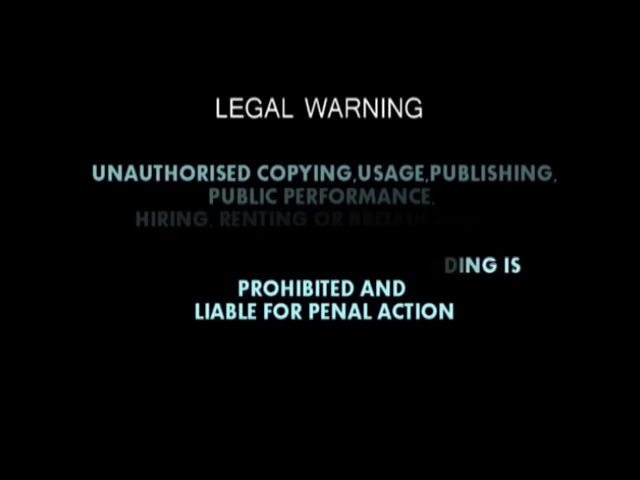 LEGAL WARNING
UNAUTHORISED COPYING,USAGE,PUBLISHING,
PUBLIC PERFORMANCE,
HIRING, RENTING OR
DING IS
PROHIBITED AND
LIABLE FOR PENAL ACTION